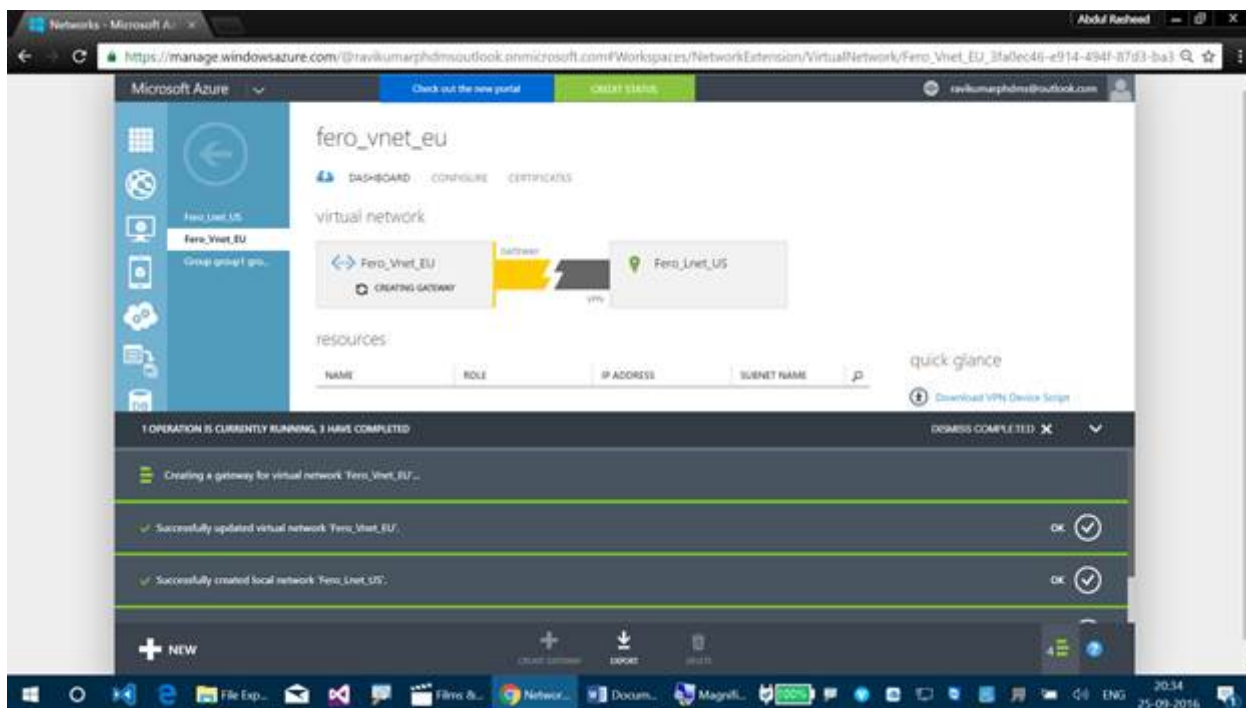 Networks - Microsoft A
Abdul Rasheed
https://manage.windowsazure.com/@ravikumarphdmsoutlook.onmicrosoft.com#Workspaces/NetworkExtension/VirtualNetwork/Fero_Vnet_EU_3fa0ec46-e914-494f-87d3-ba3
Microsoft Azure
Check out the new portal
CREDIT STATUS
ravikumarphdms@outlook.com
fero_vnet_eu
DASHBOARD CONFIGURE CERTIFICATES
Fero_Vnet_EU
Group group1 gro...
virtual network
Fero_Vnet_EU
CREATING GATEWAY
GATEWAY
VPN
Fero_Lnet_US
resources
NAME ROLE IP ADDRESS SUBNET NAME
quick glance
Download VPN Device Script
DB
1 OPERATION IS CURRENTLY RUNNING, 3 HAVE COMPLETED
DISMISS COMPLETED
Creating a gateway for virtual network 'Fero_Vnet_EU'...
Successfully updated virtual network 'Fero_Vnet_EU'.
OK
Successfully created local network 'Fero_Lnet_US'.
OK
NEW
CREATE GATEWAY
EXPORT
DELETE
4
File Exp...
Films &...
Networ...
Docum...
Magnifi...
100%
ENG
20:34
25-09-2016